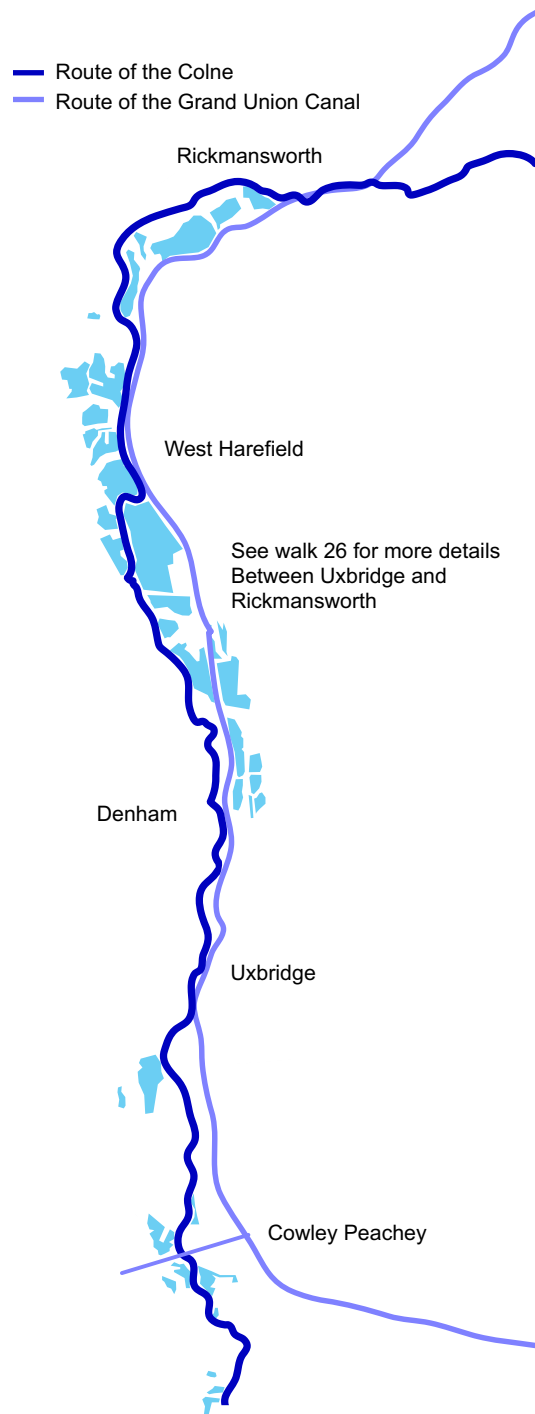 Route of the Colne
Route of the Grand Union Canal
Rickmansworth
West Harefield
See walk 26 for more details
Between Uxbridge and
Rickmansworth
Denham
Uxbridge
Cowley Peachey